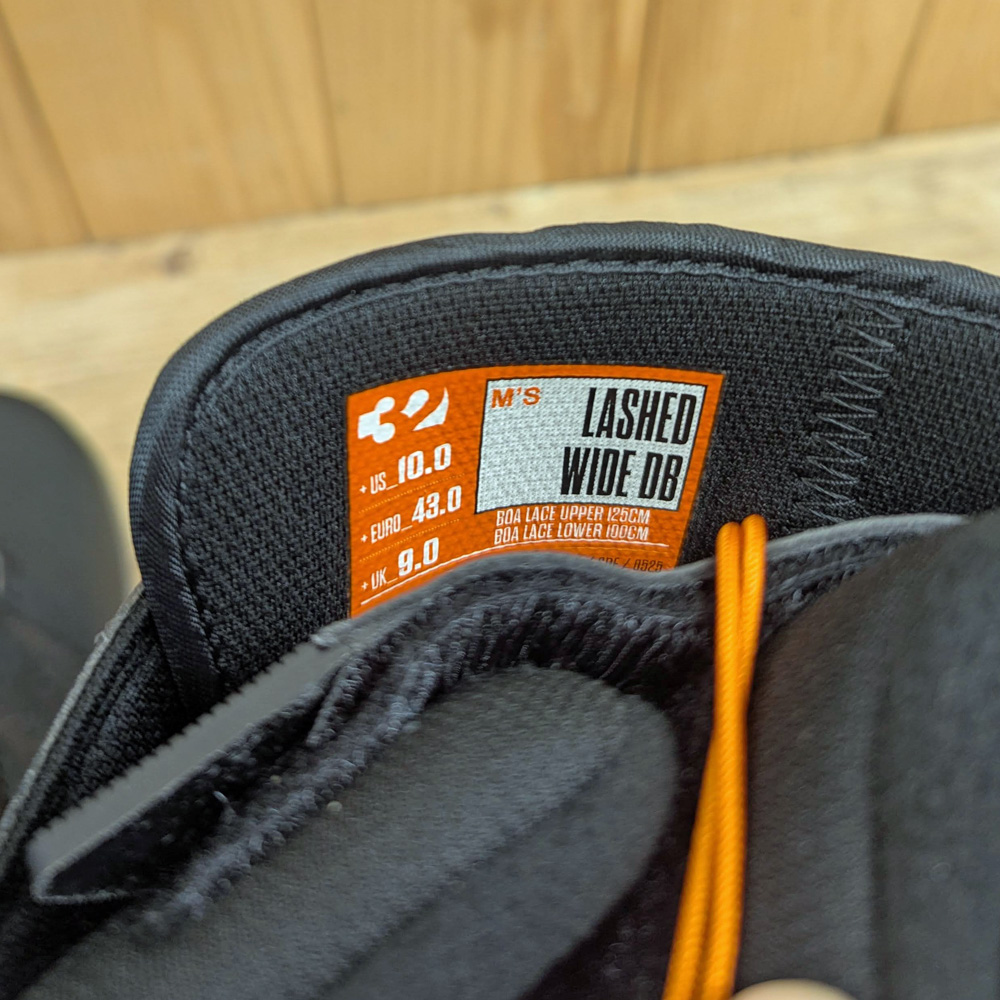 32
+ US_10.0
+ EURO_43.0
+ UK_9.0
M'S
LASHED
WIDE DB
BOA LACE UPPER 125CM
BOA LACE LOWER 100CM